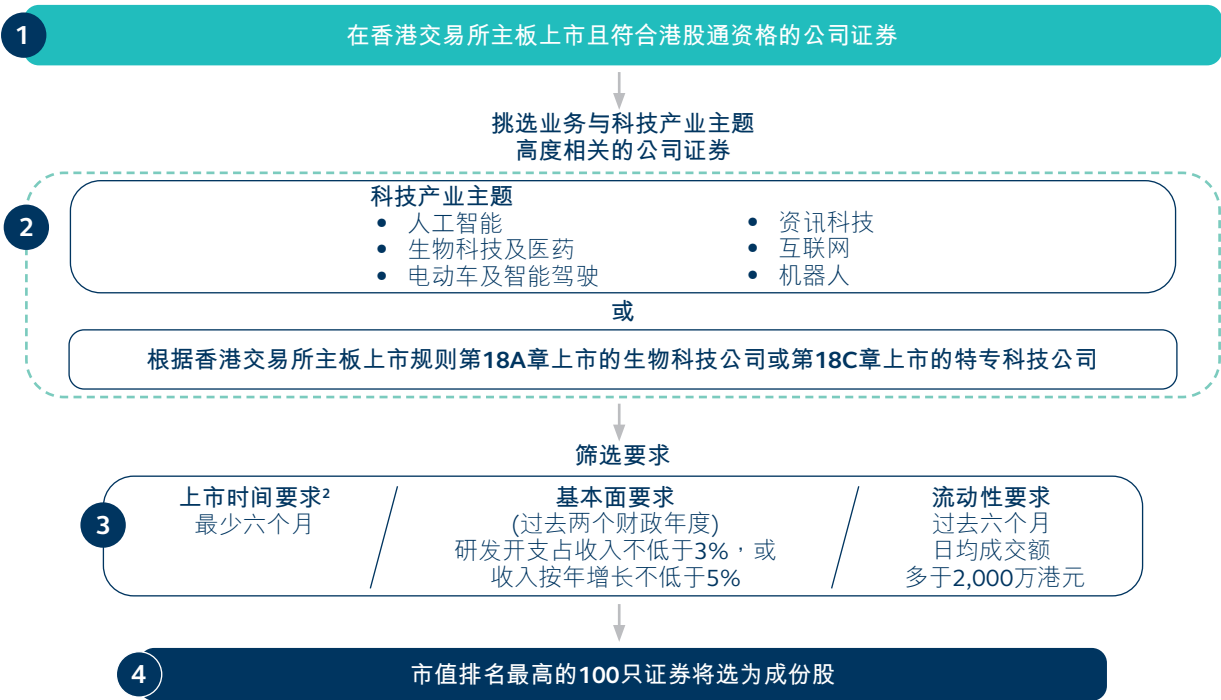 1
在香港交易所主板上市且符合港股通资格的公司证券
挑选业务与科技产业主题
高度相关的公司证券
2
科技产业主题
• 人工智能
• 生物科技及医药
• 电动车及智能驾驶
• 资讯科技
• 互联网
• 机器人
或
根据香港交易所主板上市规则第18A章上市的生物科技公司或第18C章上市的特专科技公司
筛选要求
3
上市时间要求²
最少六个月
基本面要求
(过去两个财政年度)
研发开支占收入不低于3%，或
收入按年增长不低于5%
流动性要求
过去六个月
日均成交额
多于2,000万港元
4
市值排名最高的100只证券将选为成份股